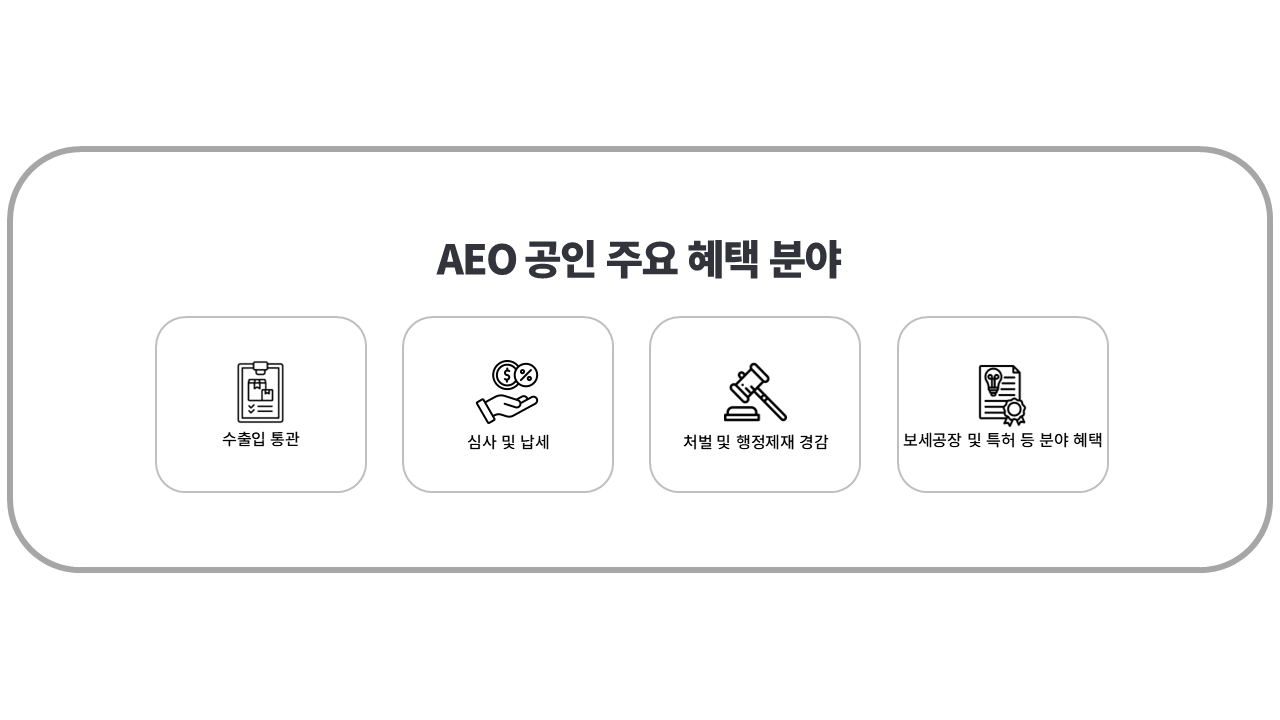 AEO 공인 주요 혜택 분야
수출입 통관
심사 및 납세
처벌 및 행정제재 경감
보세공장 및 특허 등 분야 혜택